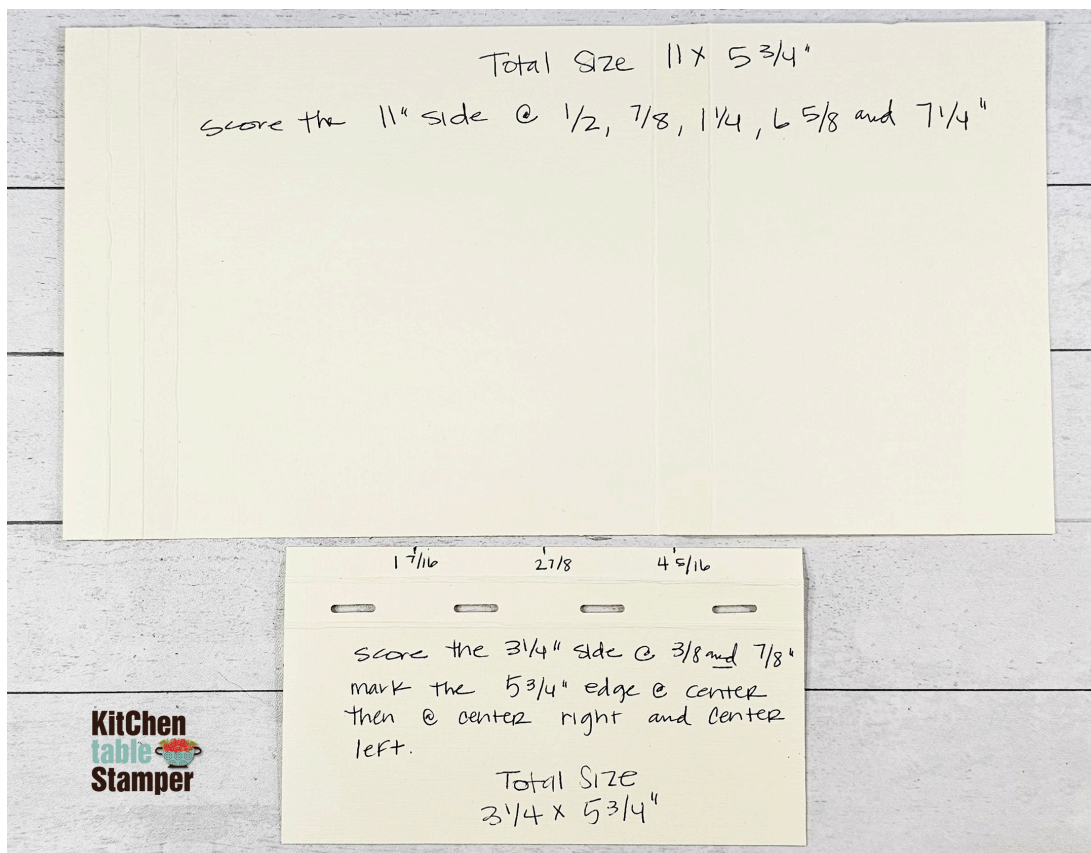 Total Size 11 x 5 3/4"
score the 11" side @ 1/2, 7/8, 1 1/4, 6 5/8 and 7 1/4"
1 7/16 2 7/8 4 5/16
score the 3 1/4" side @ 3/8 and 7/8"
mark the 5 3/4" edge @ center
then @ center right and center
left.
Total Size
3 1/4 x 5 3/4"
KitChen
table
Stamper